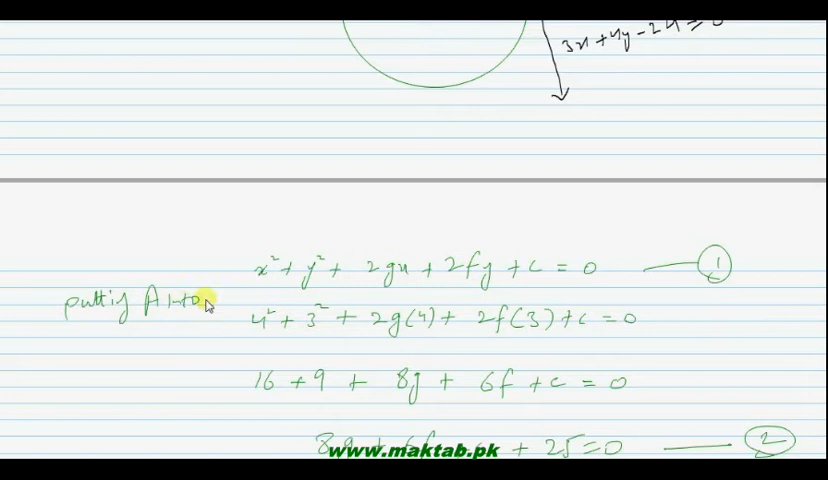 3x+4y-24=0
x²+ y²+ 2gx + 2fy + c = 0 ——— ①
putting A into
4² + 3² + 2g(4)+ 2f(3)+c =0
16 +9 + 8g + 6f +c = 0
8g + 6f + c + 25=0 ——— ②
www.maktab.pk